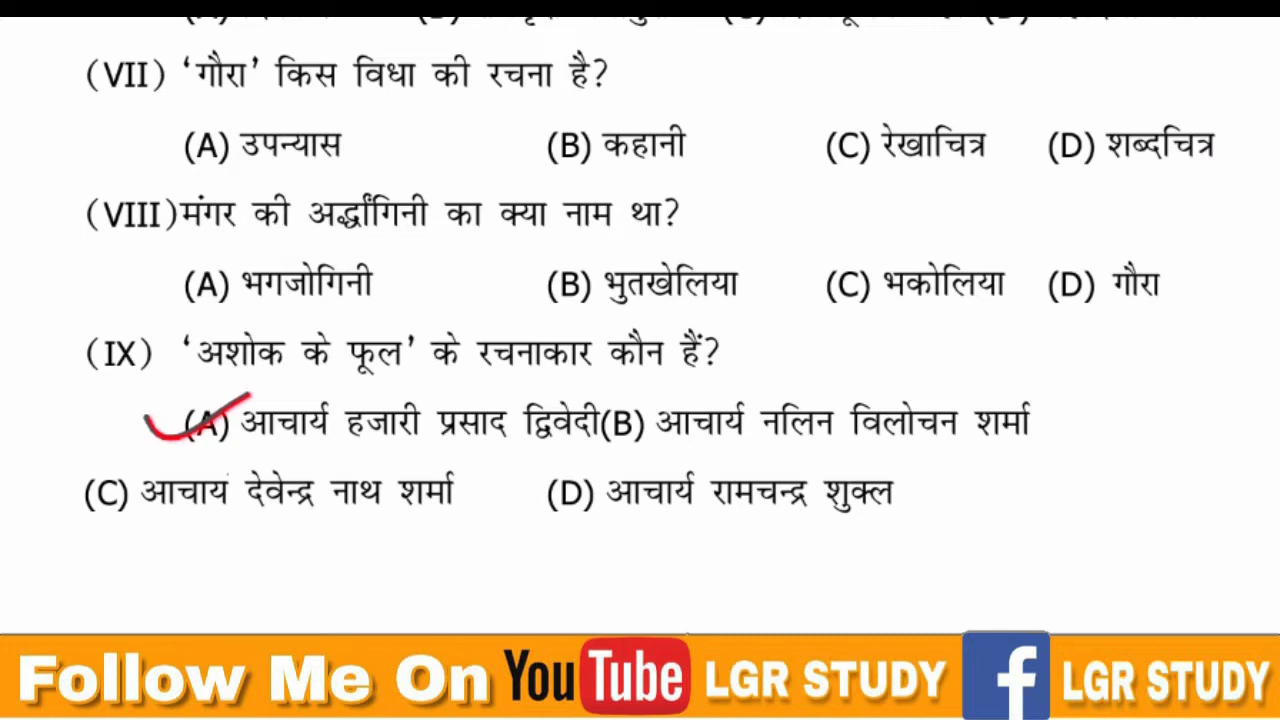 (VII) ‘गौरा’ किस विधा की रचना है?
(A) उपन्यास (B) कहानी (C) रेखाचित्र (D) शब्दचित्र
(VIII) मंगर की अर्द्धांगिनी का क्या नाम था?
(A) भगजोगिनी (B) भुतखेलिया (C) भकोलिया (D) गौरा
(IX) ‘अशोक के फूल’ के रचनाकार कौन हैं?
(A) आचार्य हजारी प्रसाद द्विवेदी(B) आचार्य नलिन विलोचन शर्मा
(C) आचाय देवेन्द्र नाथ शर्मा (D) आचार्य रामचन्द्र शुक्ल
Follow Me On YouTube LGR STUDY f LGR STUDY